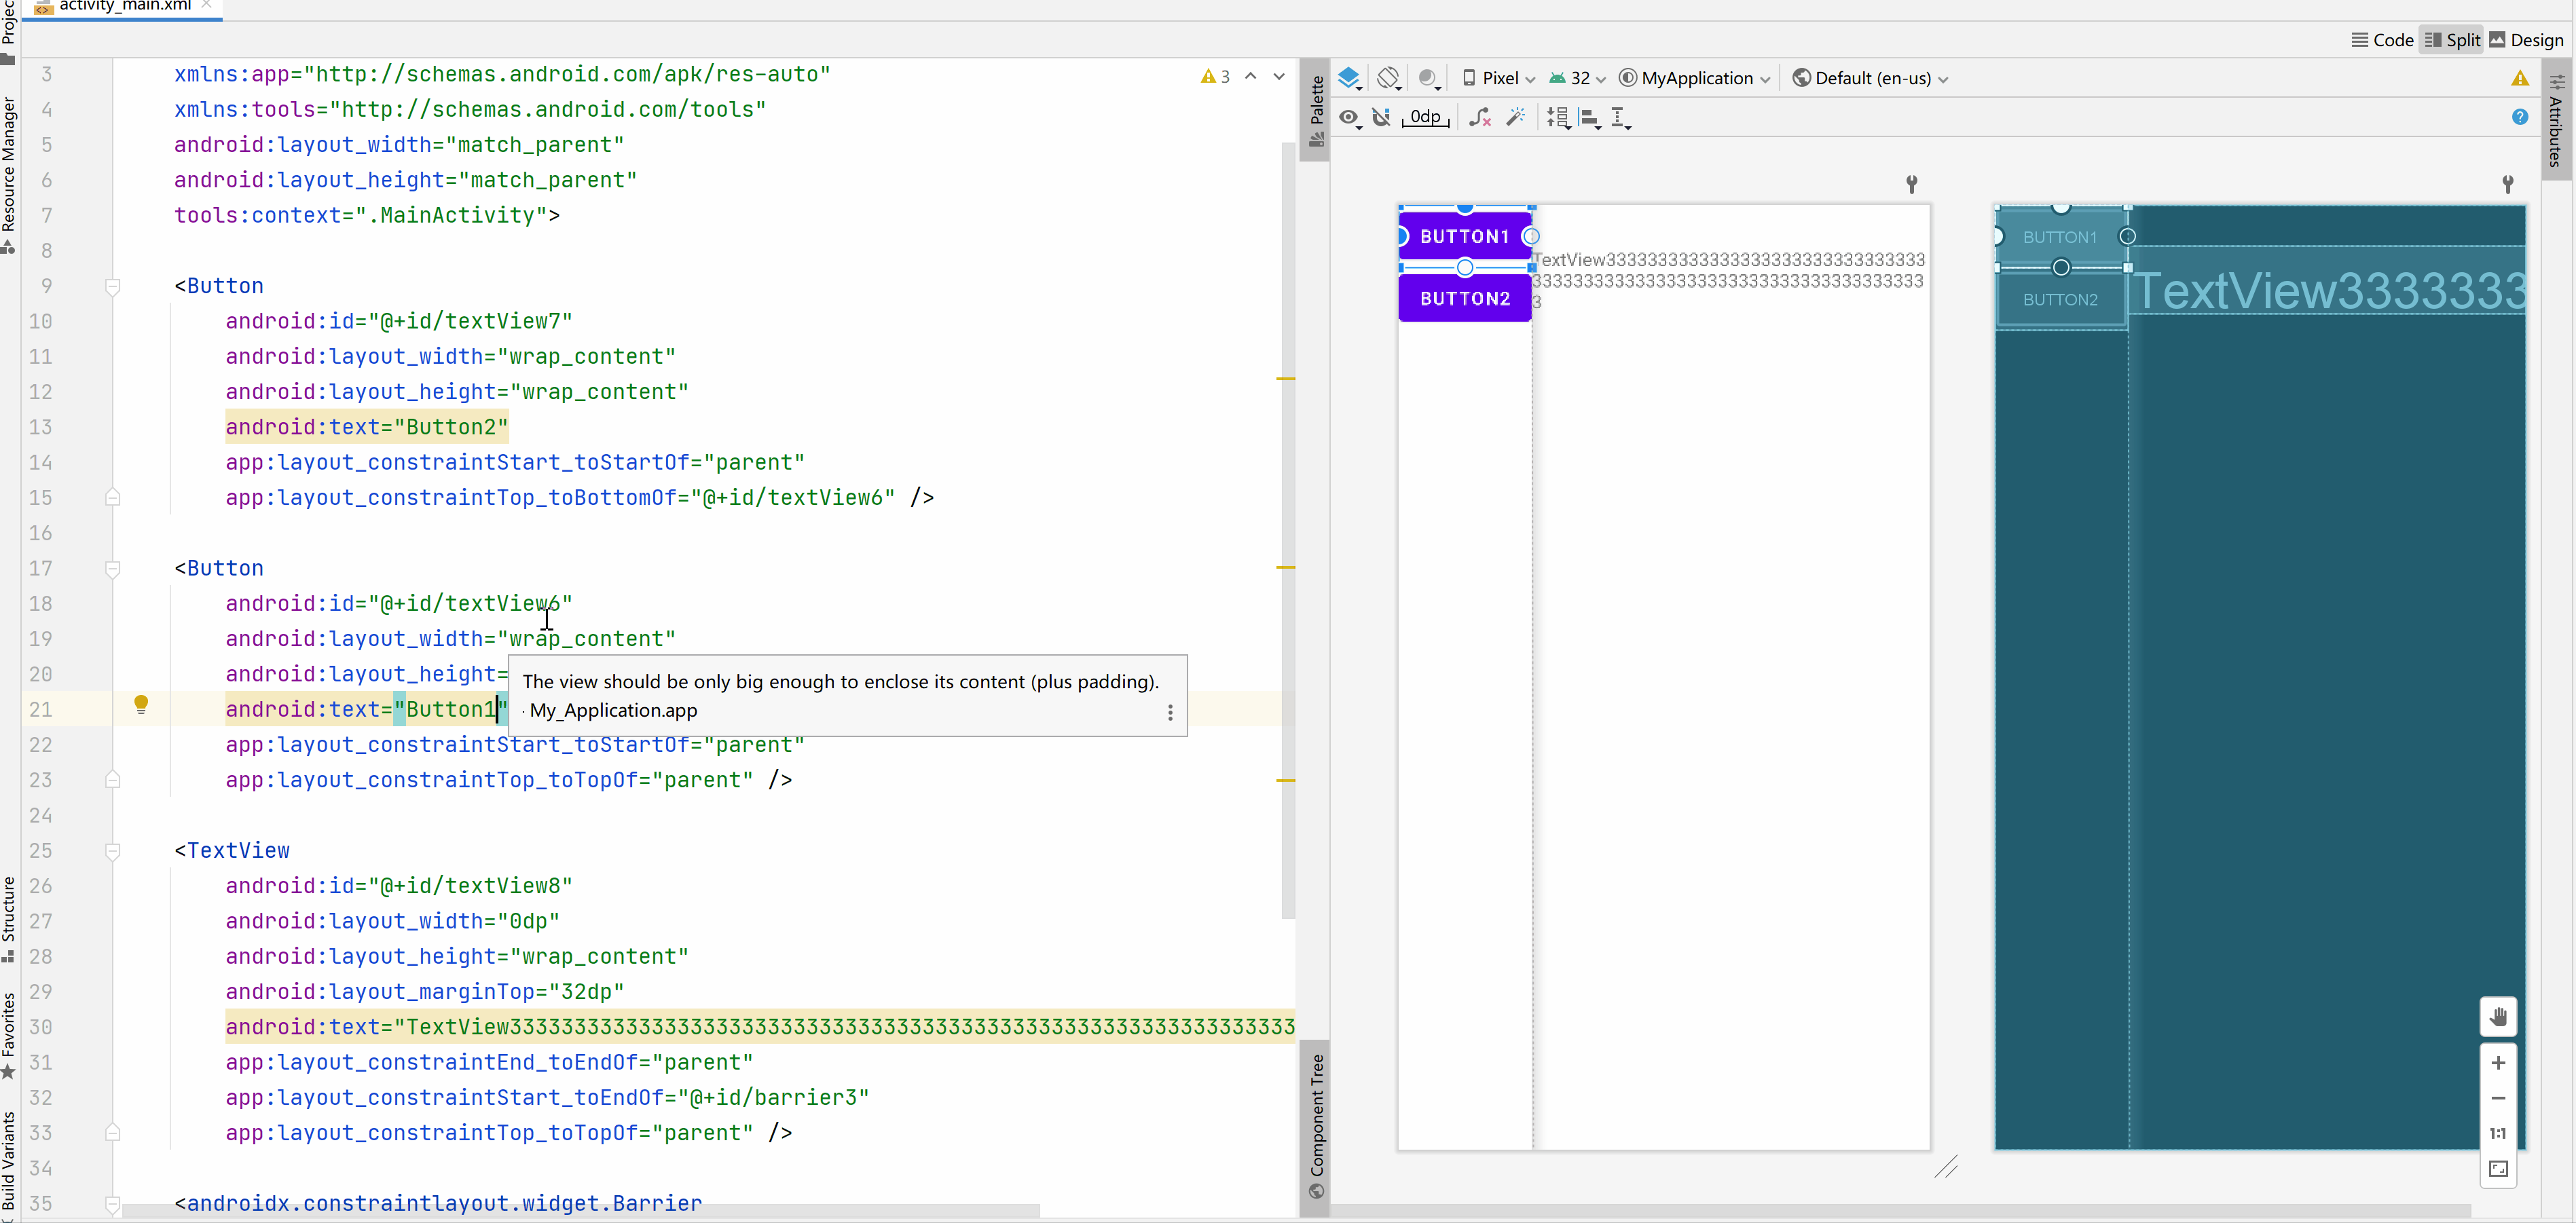 activity_main.xml
Code Split Design
Project
Resource Manager
Structure
Favorites
Build Variants
3 xmlns:app="http://schemas.android.com/apk/res-auto"
4 xmlns:tools="http://schemas.android.com/tools"
5 android:layout_width="match_parent"
6 android:layout_height="match_parent"
7 tools:context=".MainActivity">
8
9 <Button
10 android:id="@+id/textView7"
11 android:layout_width="wrap_content"
12 android:layout_height="wrap_content"
13 android:text="Button2"
14 app:layout_constraintStart_toStartOf="parent"
15 app:layout_constraintTop_toBottomOf="@+id/textView6" />
16
17 <Button
18 android:id="@+id/textView6"
19 android:layout_width="wrap_content"
20 android:layout_height=
21 android:text="Button1"
22 app:layout_constraintStart_toStartOf="parent"
23 app:layout_constraintTop_toTopOf="parent" />
24
25 <TextView
26 android:id="@+id/textView8"
27 android:layout_width="0dp"
28 android:layout_height="wrap_content"
29 android:layout_marginTop="32dp"
30 android:text="TextView3333333333333333333333333333333333333333333333333333333333333
31 app:layout_constraintEnd_toEndOf="parent"
32 app:layout_constraintStart_toEndOf="@+id/barrier3"
33 app:layout_constraintTop_toTopOf="parent" />
34
35 <androidx.constraintlayout.widget.Barrier
3
The view should be only big enough to enclose its content (plus padding).
· My_Application.app
Palette
Component Tree
Pixel 32 MyApplication Default (en-us)
0dp
BUTTON1
BUTTON2
TextView3333333333333333333333333333333
33333333333333333333333333333333333333
3
BUTTON1
BUTTON2
TextView3333333
1:1
Attributes